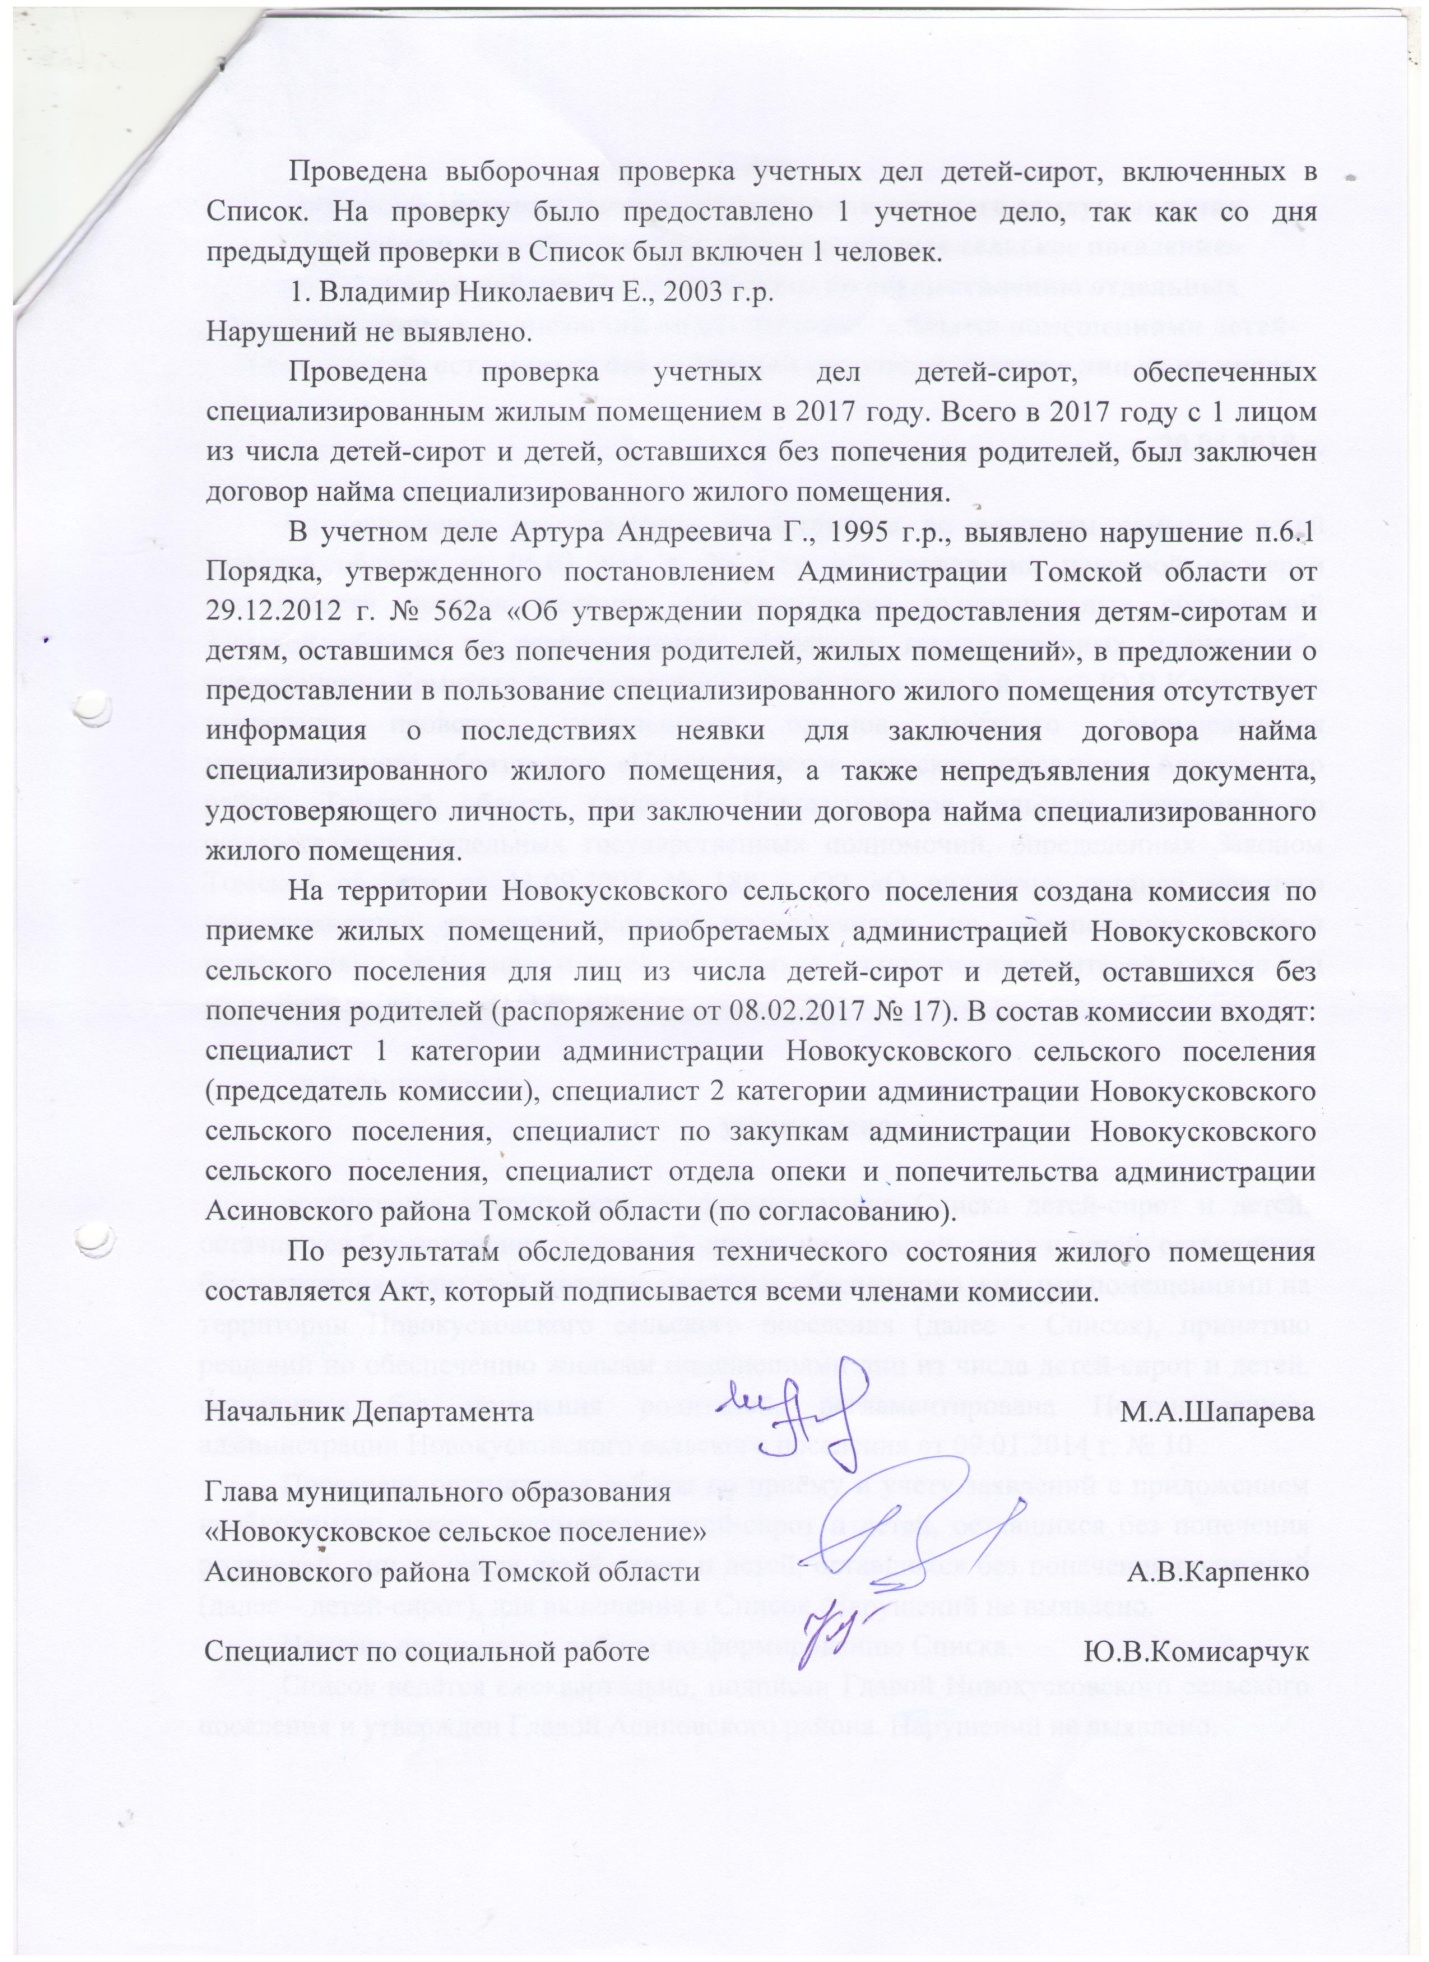 Проведена выборочная проверка учетных дел детей-сирот, включенных в
Список. На проверку было предоставлено 1 учетное дело, так как со дня
предыдущей проверки в Список был включен 1 человек.
1. Владимир Николаевич Е., 2003 г.р.
Нарушений не выявлено.
Проведена проверка учетных дел детей-сирот, обеспеченных
специализированным жилым помещением в 2017 году. Всего в 2017 году с 1 лицом
из числа детей-сирот и детей, оставшихся без попечения родителей, был заключен
договор найма специализированного жилого помещения.
В учетном деле Артура Андреевича Г., 1995 г.р., выявлено нарушение п.6.1
Порядка, утвержденного постановлением Администрации Томской области от
29.12.2012 г. № 562а «Об утверждении порядка предоставления детям-сиротам и
детям, оставшимся без попечения родителей, жилых помещений», в предложении о
предоставлении в пользование специализированного жилого помещения отсутствует
информация о последствиях неявки для заключения договора найма
специализированного жилого помещения, а также непредъявления документа,
удостоверяющего личность, при заключении договора найма специализированного
жилого помещения.
На территории Новокусковского сельского поселения создана комиссия по
приемке жилых помещений, приобретаемых администрацией Новокусковского
сельского поселения для лиц из числа детей-сирот и детей, оставшихся без
попечения родителей (распоряжение от 08.02.2017 № 17). В состав комиссии входят:
специалист 1 категории администрации Новокусковского сельского поселения
(председатель комиссии), специалист 2 категории администрации Новокусковского
сельского поселения, специалист по закупкам администрации Новокусковского
сельского поселения, специалист отдела опеки и попечительства администрации
Асиновского района Томской области (по согласованию).
По результатам обследования технического состояния жилого помещения
составляется Акт, который подписывается всеми членами комиссии.
Начальник Департамента М.А.Шапарева
Глава муниципального образования
«Новокусковское сельское поселение»
Асиновского района Томской области А.В.Карпенко
Специалист по социальной работе Ю.В.Комисарчук